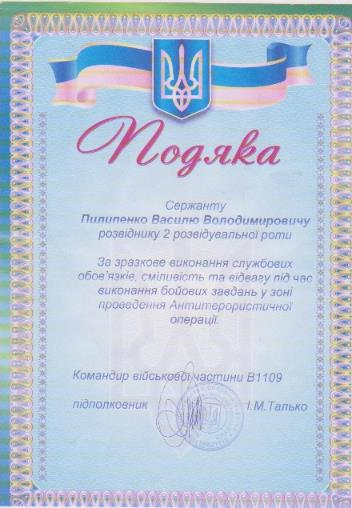 Подяка
Сержанту
Пилипенко Василю Володимировичу
розвіднику 2 розвідувальної роти
За зразкове виконання службових
обов'язків, сміливість та відвагу під час
виконання бойових завдань у зоні
проведення Антитерористичної
операції.
Командир військової частини В1109
підполковник І.М.Талько